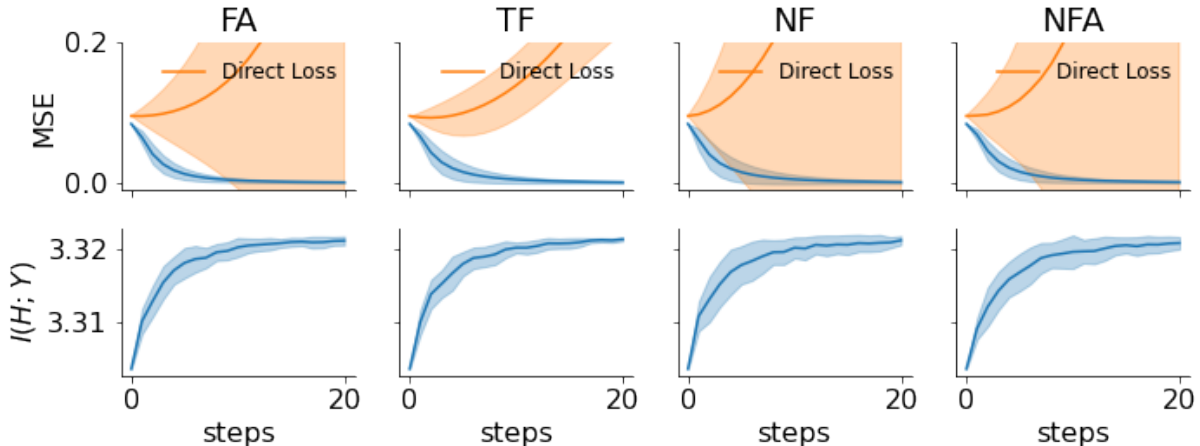 FA TF NF NFA
MSE
0.2
0.0
Direct Loss Direct Loss Direct Loss Direct Loss
I(H; Y)
3.32
3.31
0 20 0 20 0 20 0 20
steps steps steps steps